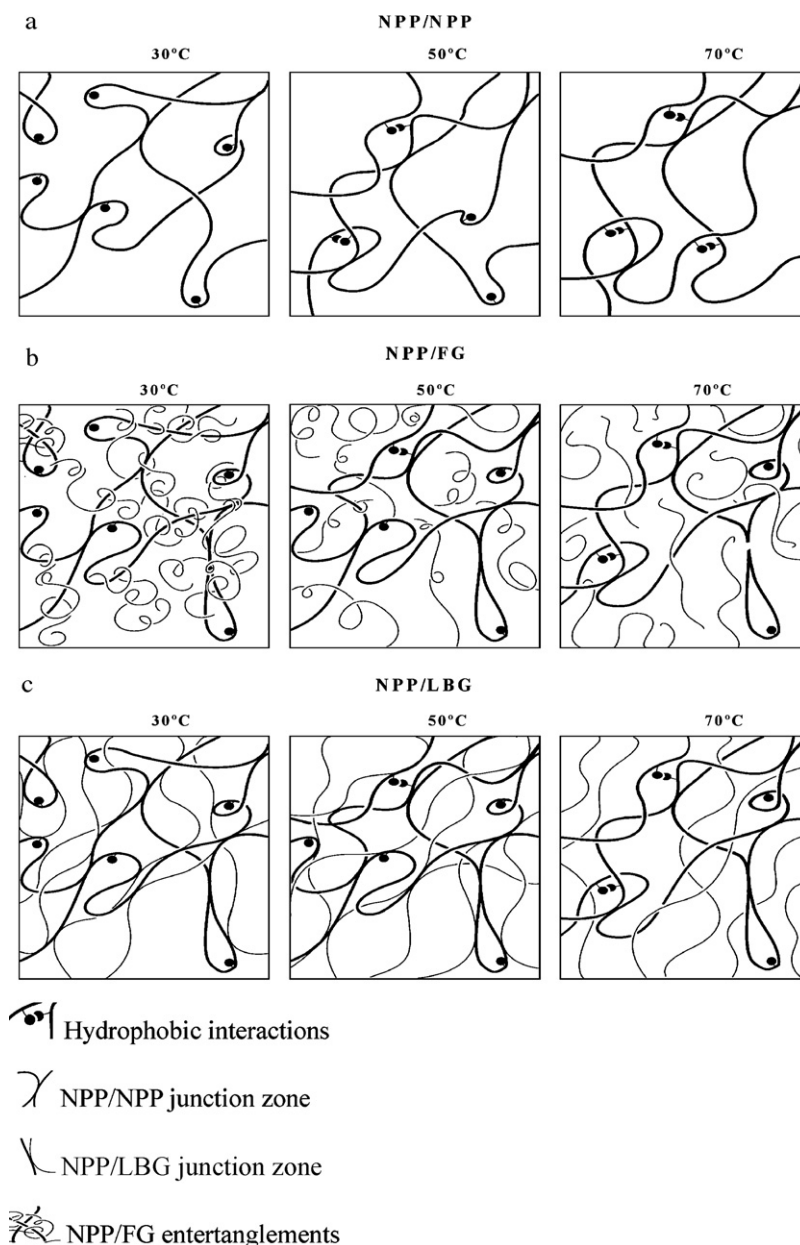 a
NPP/NPP
30°C 50°C 70°C
b
NPP/FG
30°C 50°C 70°C
c
NPP/LBG
30°C 50°C 70°C
Hydrophobic interactions
NPP/NPP junction zone
NPP/LBG junction zone
NPP/FG entertanglements